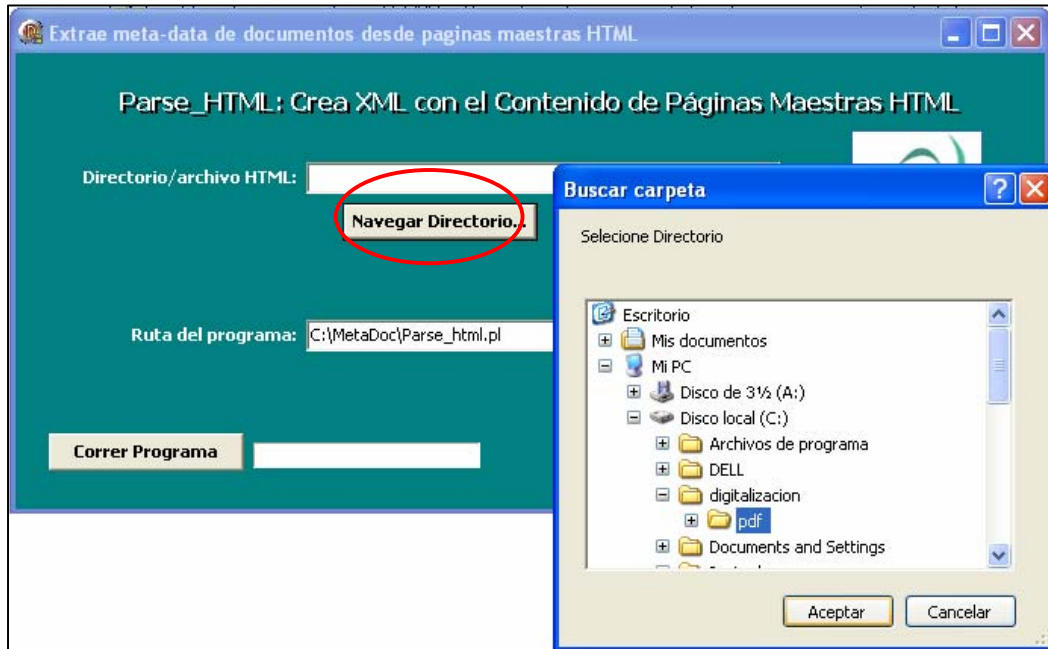 Extrae meta-data de documentos desde paginas maestras HTML
Parse_HTML: Crea XML con el Contenido de Páginas Maestras HTML
Directorio/archivo HTML:
Navegar Directorio...
Ruta del programa: C:\MetaDoc\Parse_html.pl
Correr Programa
Buscar carpeta
Selecione Directorio
Escritorio
Mis documentos
Mi PC
Disco de 3½ (A:)
Disco local (C:)
Archivos de programa
DELL
digitalizacion
pdf
Documents and Settings
Aceptar Cancelar